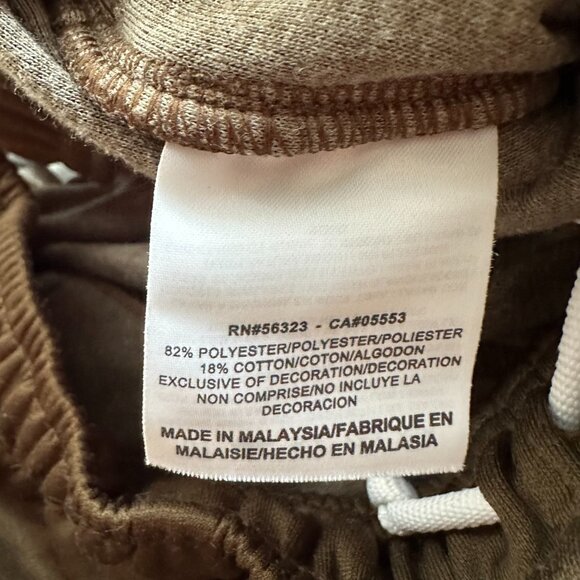 RN#56323 - CA#05553
82% POLYESTER/POLYESTER/POLIESTER
18% COTTON/COTON/ALGODON
EXCLUSIVE OF DECORATION/DECORATION
NON COMPRISE/NO INCLUYE LA
DECORACION
MADE IN MALAYSIA/FABRIQUE EN
MALAISIE/HECHO EN MALASIA